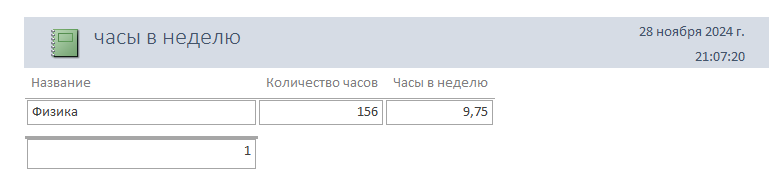 часы в неделю
28 ноября 2024 г.
21:07:20
Название Количество часов Часы в неделю
Физика 156 9,75
1